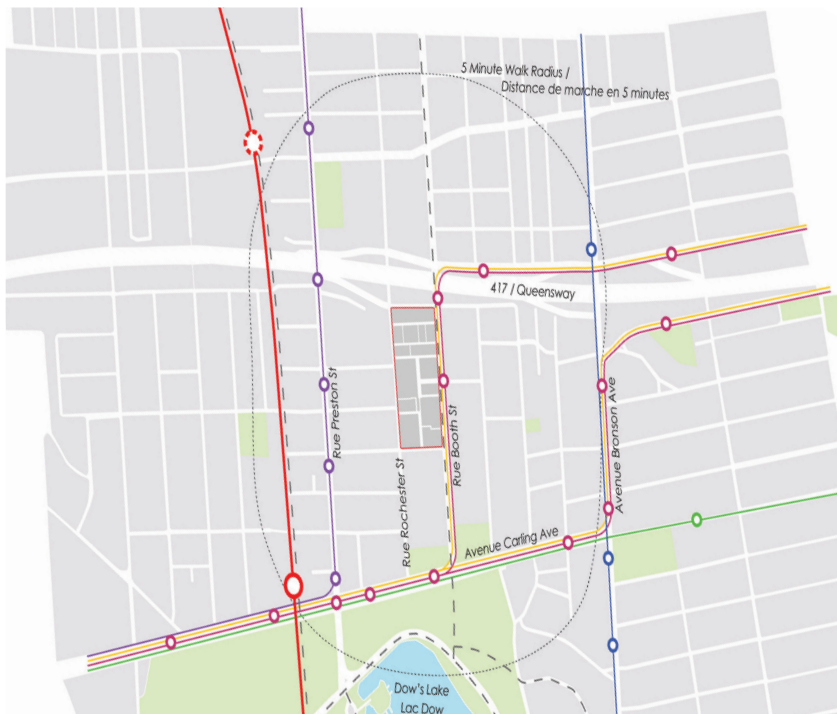 5 Minute Walk Radius /
Distance de marche en 5 minutes
417 / Queensway
Rue Preston St
Rue Rochester St
Rue Booth St
Avenue Bronson Ave
Avenue Carling Ave
Dow's Lake
Lac Dow